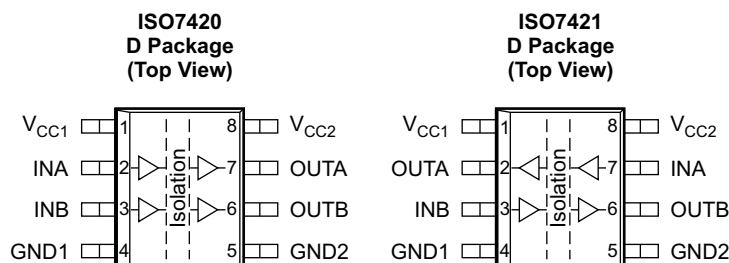 ISO7420
D Package
(Top View)
VCC1 1 8 VCC2
INA 2 7 OUTA
INB 3 6 OUTB
GND1 4 5 GND2
Isolation
ISO7421
D Package
(Top View)
VCC1 1 8 VCC2
OUTA 2 7 INA
INB 3 6 OUTB
GND1 4 5 GND2
Isolation